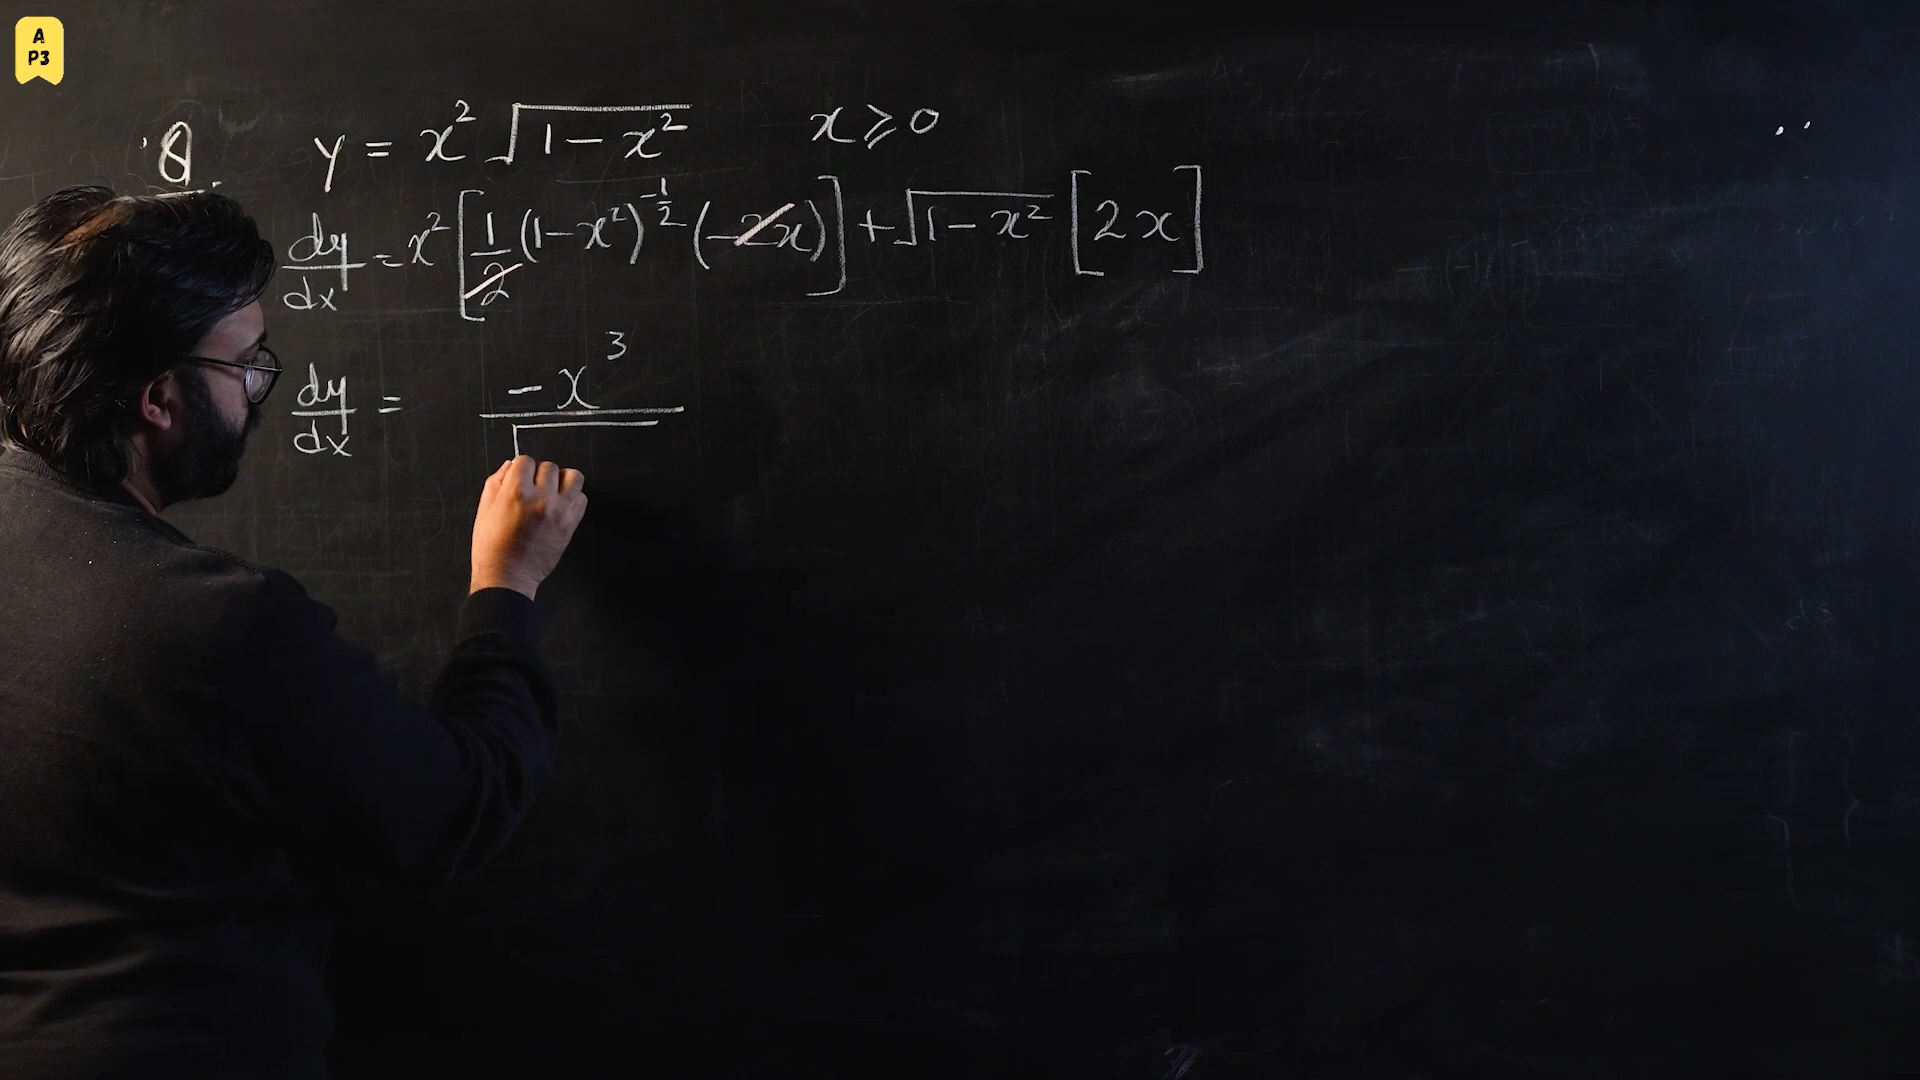 A
P3
Q. y = x² √(1 - x²) x ⩾ 0
dy/dx = x² [1/2 (1 - x²)^(-1/2) (-2x)] + √(1 - x²) [2x]
dy/dx = -x³/√